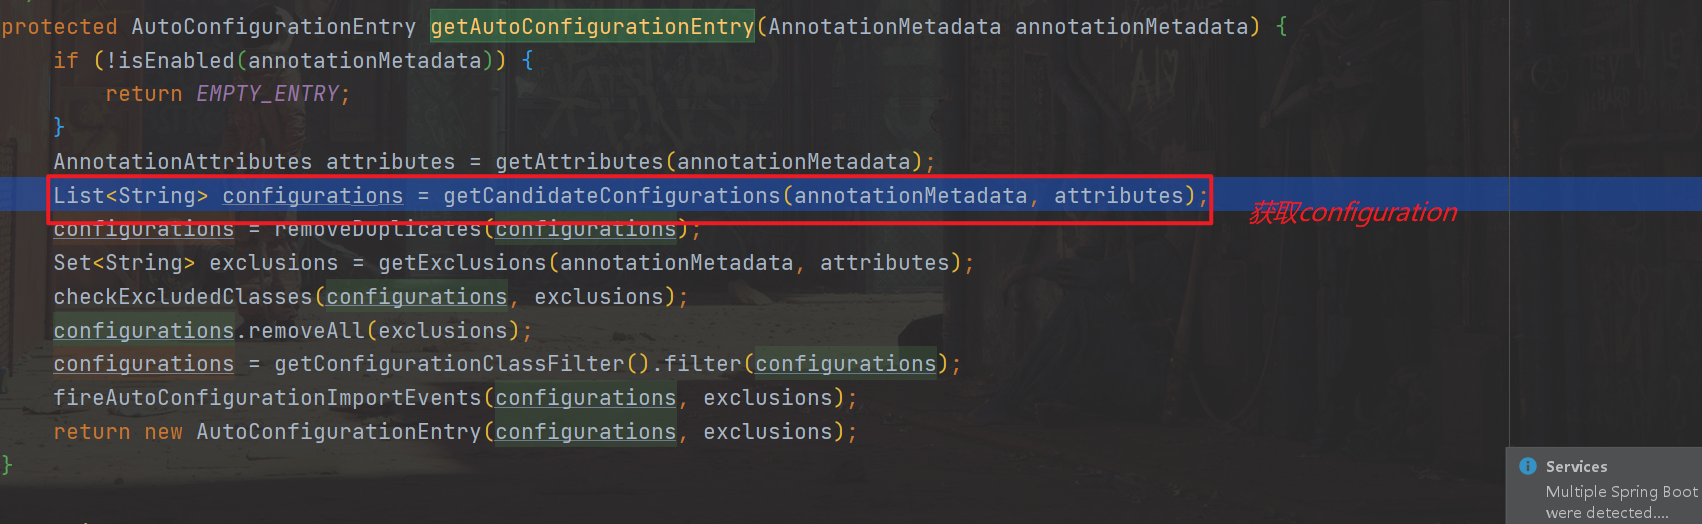 protected AutoConfigurationEntry getAutoConfigurationEntry(AnnotationMetadata annotationMetadata) {
if (!isEnabled(annotationMetadata)) {
return EMPTY_ENTRY;
}
AnnotationAttributes attributes = getAttributes(annotationMetadata);
List<String> configurations = getCandidateConfigurations(annotationMetadata, attributes);
获取configuration
configurations = removeDuplicates(configurations);
Set<String> exclusions = getExclusions(annotationMetadata, attributes);
checkExcludedClasses(configurations, exclusions);
configurations.removeAll(exclusions);
configurations = getConfigurationClassFilter().filter(configurations);
fireAutoConfigurationImportEvents(configurations, exclusions);
return new AutoConfigurationEntry(configurations, exclusions);
}
Services
Multiple Spring Boot
were detected....